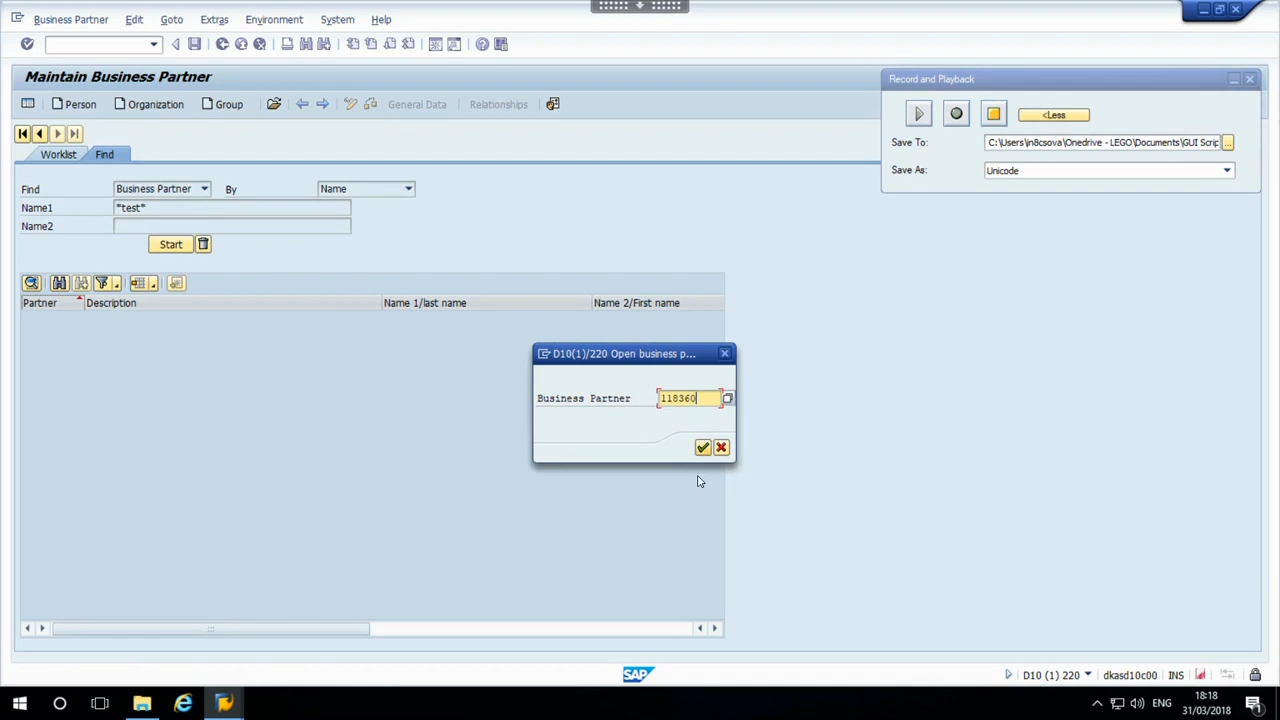 Business Partner Edit Goto Extras Environment System Help
Maintain Business Partner
Person Organization Group General Data Relationships
Worklist Find
Find Business Partner By Name
Name1 *test*
Name2
Start
Partner Description Name 1/last name Name 2/First name
D10(1)/220 Open business p...
Business Partner 118360
Record and Playback
<Less
Save To: C:\Users\in8csova\Onedrive - LEGO\Documents\GUI Scrip
...
Save As: Unicode
SAP
D10 (1) 220 dkasd10c00 INS
ENG
18:18
31/03/2018
1